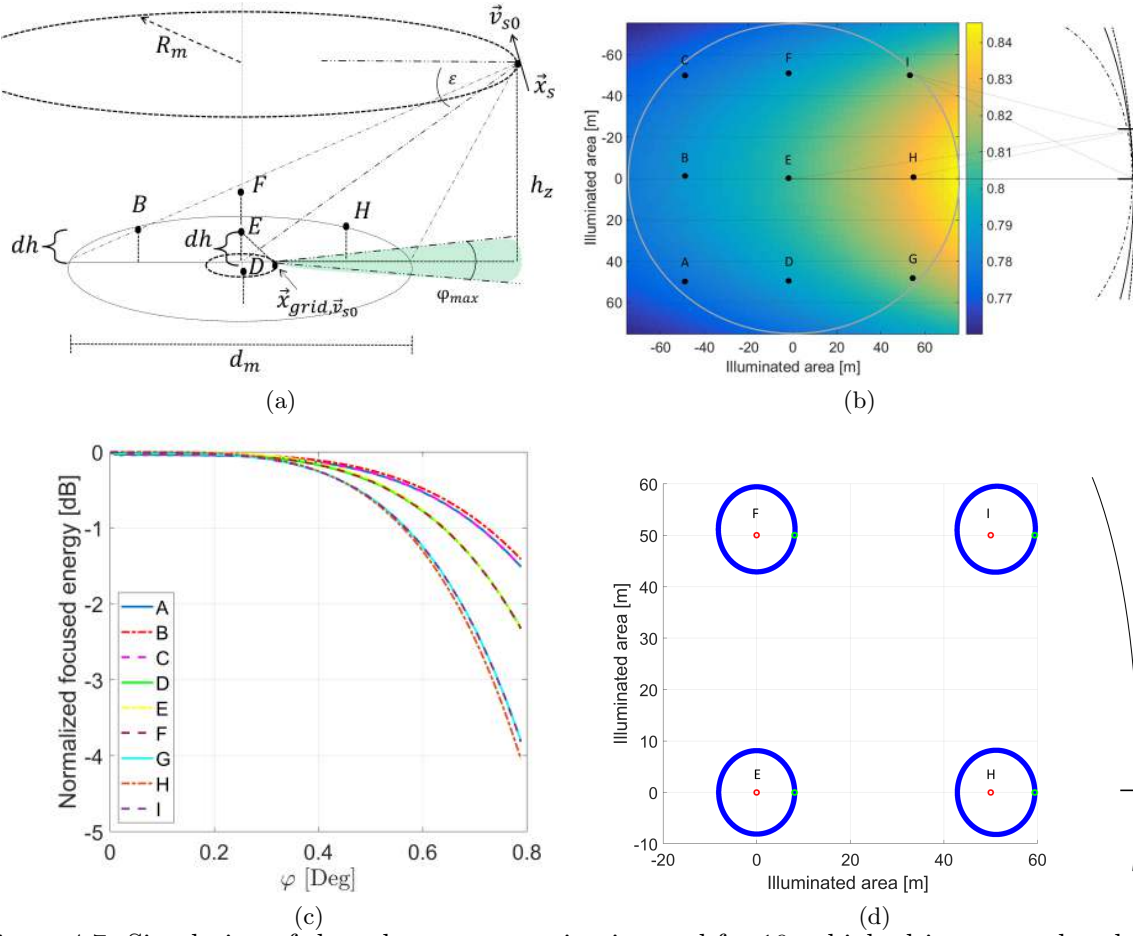 R_m
v⃗_s0
x⃗_s
ε
h_z
F
B
H
dh
dh
E
D
φ_max
x⃗_grid,v⃗_s0
d_m
(a)
-60
-40
-20
0
20
40
60
Illuminated area [m]
C
F
I
B
E
H
A
D
G
-60 -40 -20 0 20 40 60
Illuminated area [m]
0.84
0.83
0.82
0.81
0.8
0.79
0.78
0.77
(b)
Normalized focused energy [dB]
0
-1
-2
-3
-4
-5
A
B
C
D
E
F
G
H
I
0 0.2 0.4 0.6 0.8
φ [Deg]
(c)
Illuminated area [m]
60
50
40
30
20
10
0
-10
F
I
E
H
-20 0 20 40 60
Illuminated area [m]
(d)